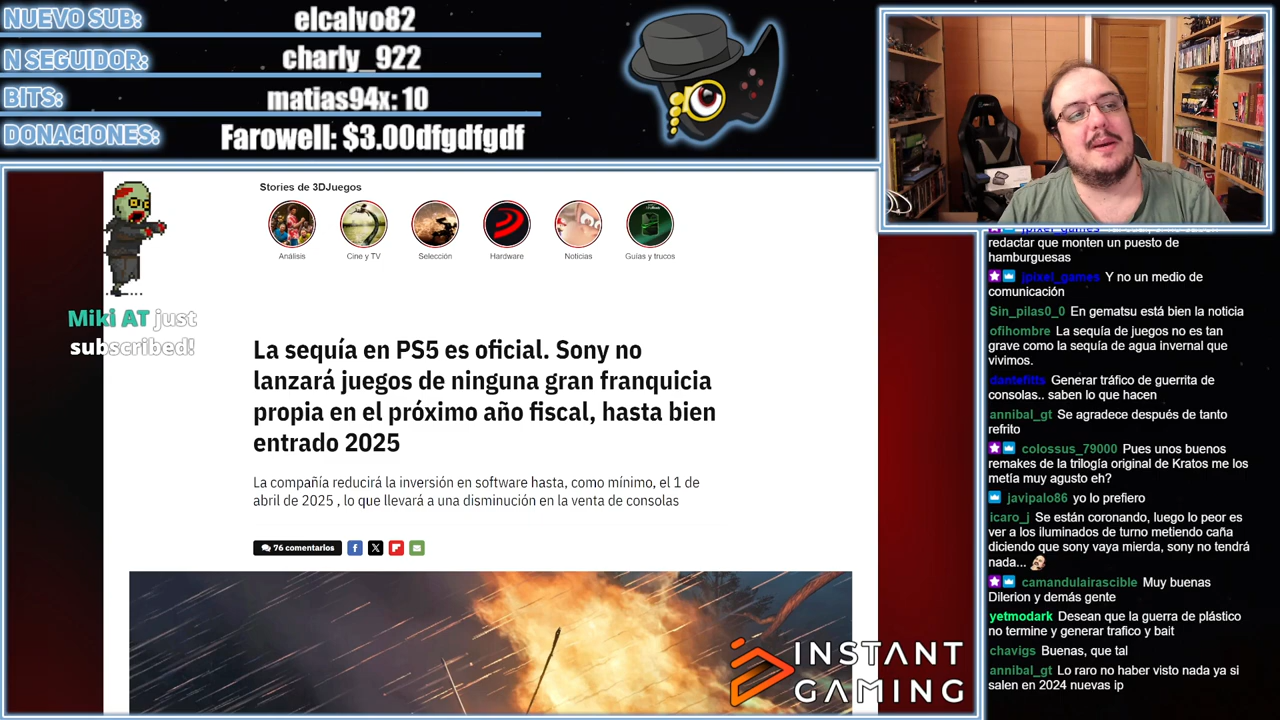 NUEVO SUB: elcalvo82
N SEGUIDOR: charly_922
BITS: matias94x: 10
DONACIONES: Farowell: $3.00dfgdfgdf
Stories de 3DJuegos
Análisis Cine y TV Selección Hardware Noticias Guías y trucos
Miki AT just
subscribed!
La sequía en PS5 es oficial. Sony no
lanzará juegos de ninguna gran franquicia
propia en el próximo año fiscal, hasta bien
entrado 2025
La compañía reducirá la inversión en software hasta, como mínimo, el 1 de
abril de 2025 , lo que llevará a una disminución en la venta de consolas
76 comentarios
INSTANT
GAMING
redactar que monten un puesto de
hamburguesas
jpixel_games Y no un medio de
comunicación
Sin_pilas0_0 En gematsu está bien la noticia
ofihombre La sequía de juegos no es tan
grave como la sequía de agua invernal que
vivimos.
dantefitts Generar tráfico de guerrita de
consolas.. saben lo que hacen
annibal_gt Se agradece después de tanto
refrito
colossus_79000 Pues unos buenos
remakes de la trilogía original de Kratos me los
metía muy agusto eh?
javipalo86 yo lo prefiero
icaro_j Se están coronando, luego lo peor es
ver a los iluminados de turno metiendo caña
diciendo que sony vaya mierda, sony no tendrá
nada...
camandulairascible Muy buenas
Dilerion y demás gente
yetmodark Desean que la guerra de plástico
no termine y generar trafico y bait
chavigs Buenas, que tal
annibal_gt Lo raro no haber visto nada ya si
salen en 2024 nuevas ip